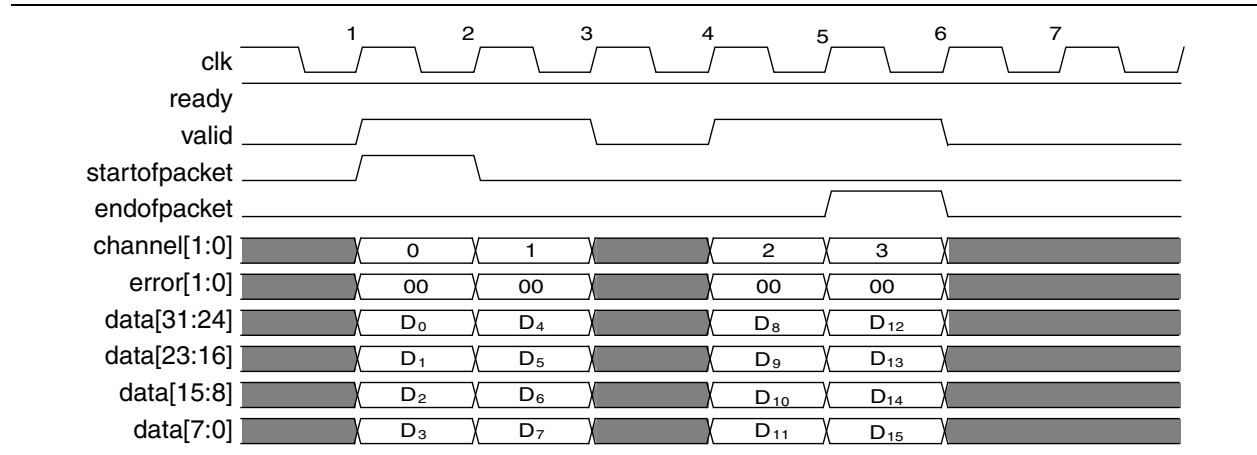 1 2 3 4 5 6 7
clk
ready
valid
startofpacket
endofpacket
channel[1:0] 0 1 2 3
error[1:0] 00 00 00 00
data[31:24] D₀ D₄ D₈ D₁₂
data[23:16] D₁ D₅ D₉ D₁₃
data[15:8] D₂ D₆ D₁₀ D₁₄
data[7:0] D₃ D₇ D₁₁ D₁₅